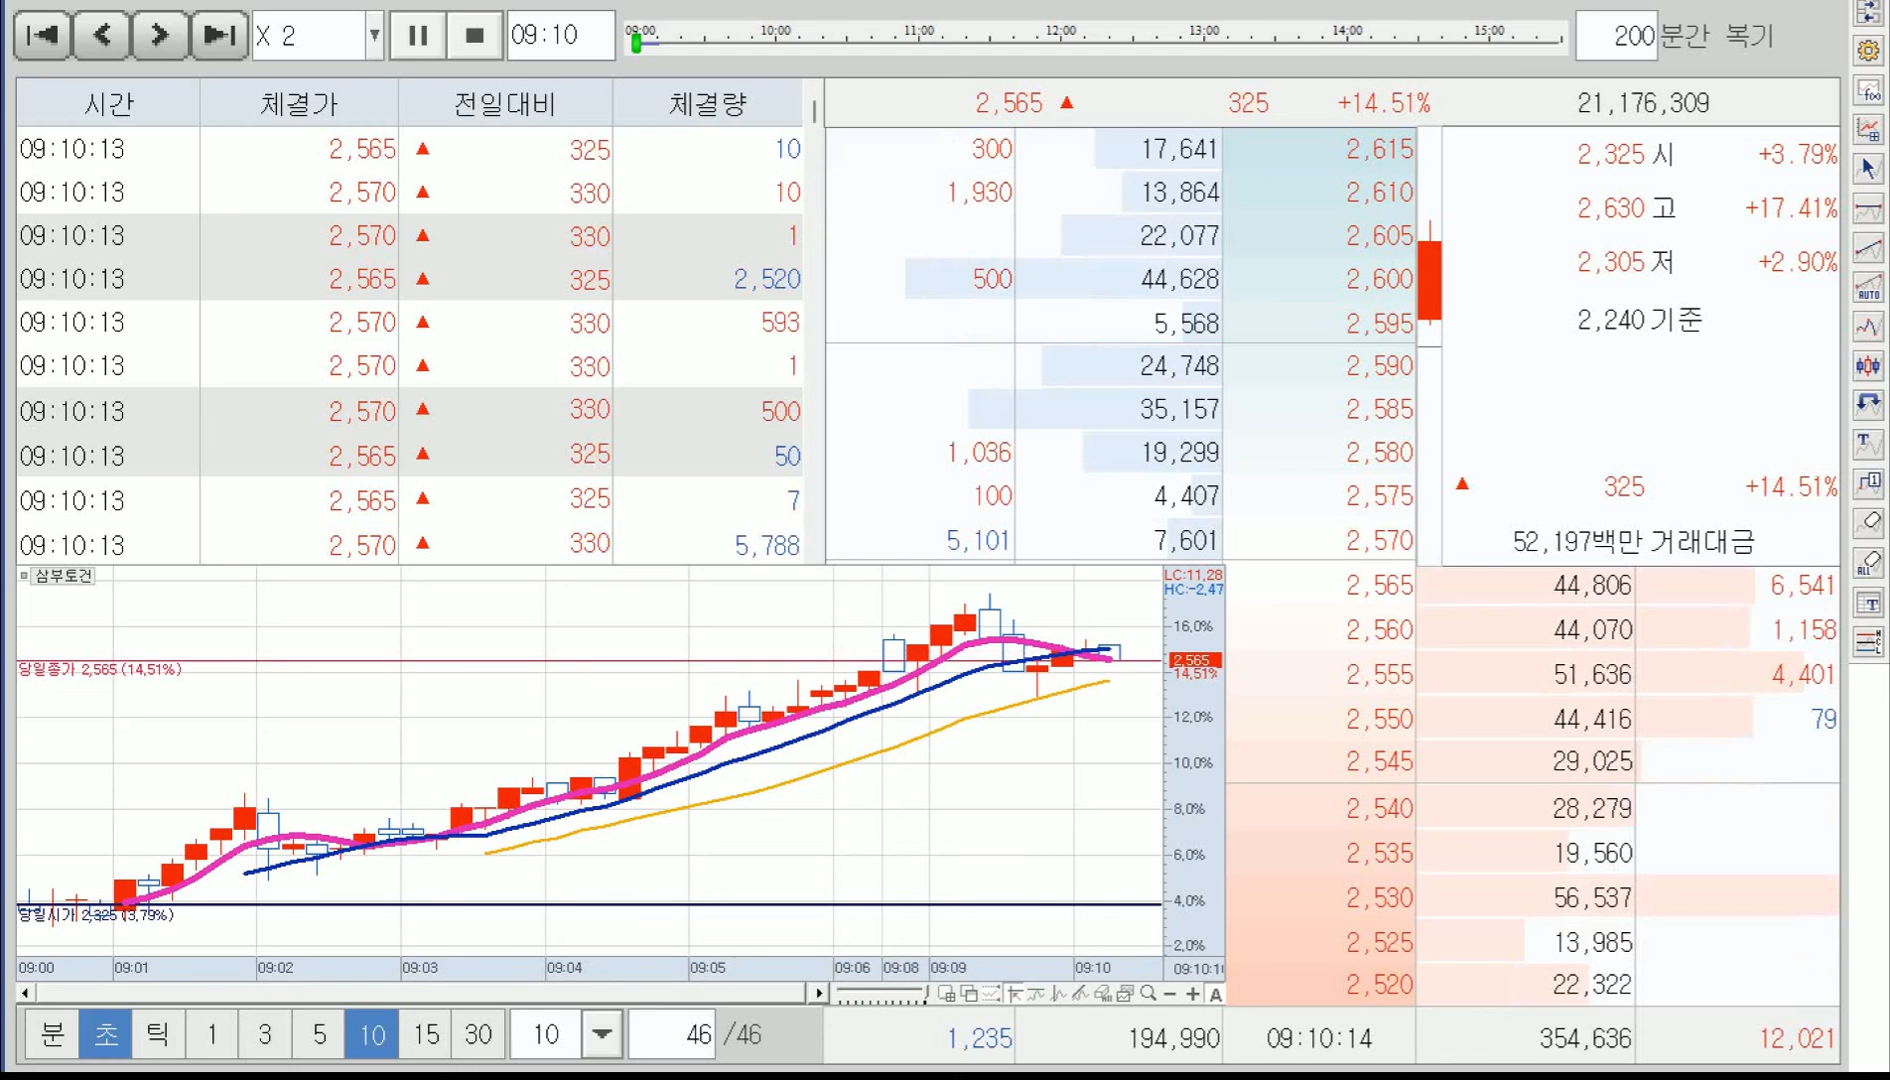 X 2 09:10 09:00 10:00 11:00 12:00 13:00 14:00 15:00 200 분간 복기
시간 체결가 전일대비 체결량
09:10:13 2,565 ▲ 325 10
09:10:13 2,570 ▲ 330 10
09:10:13 2,570 ▲ 330 1
09:10:13 2,565 ▲ 325 2,520
09:10:13 2,570 ▲ 330 593
09:10:13 2,570 ▲ 330 1
09:10:13 2,570 ▲ 330 500
09:10:13 2,565 ▲ 325 50
09:10:13 2,565 ▲ 325 7
09:10:13 2,570 ▲ 330 5,788
2,565 ▲ 325 +14.51% 21,176,309
300 17,641 2,615
1,930 13,864 2,610
22,077 2,605
500 44,628 2,600
5,568 2,595
24,748 2,590
35,157 2,585
1,036 19,299 2,580
100 4,407 2,575
5,101 7,601 2,570
2,325 시 +3.79%
2,630 고 +17.41%
2,305 저 +2.90%
2,240 기준
▲ 325 +14.51%
52,197백만 거래대금
삼부토건
LC:11,28
HC:-2,47
16,0%
당일종가 2,565 (14,51%)
2,565
14,51%
12,0%
10,0%
8,0%
6,0%
4,0%
당일시가 2,325 (3,79%)
2,0%
09:00 09:01 09:02 09:03 09:04 09:05 09:06 09:08 09:09 09:10 09:10:1
2,565 44,806 6,541
2,560 44,070 1,158
2,555 51,636 4,401
2,550 44,416 79
2,545 29,025
2,540 28,279
2,535 19,560
2,530 56,537
2,525 13,985
2,520 22,322
A
분 초 틱 1 3 5 10 15 30 10 46 /46
1,235 194,990 09:10:14 354,636 12,021
f(x)
AUTO
T
1
ALL
T